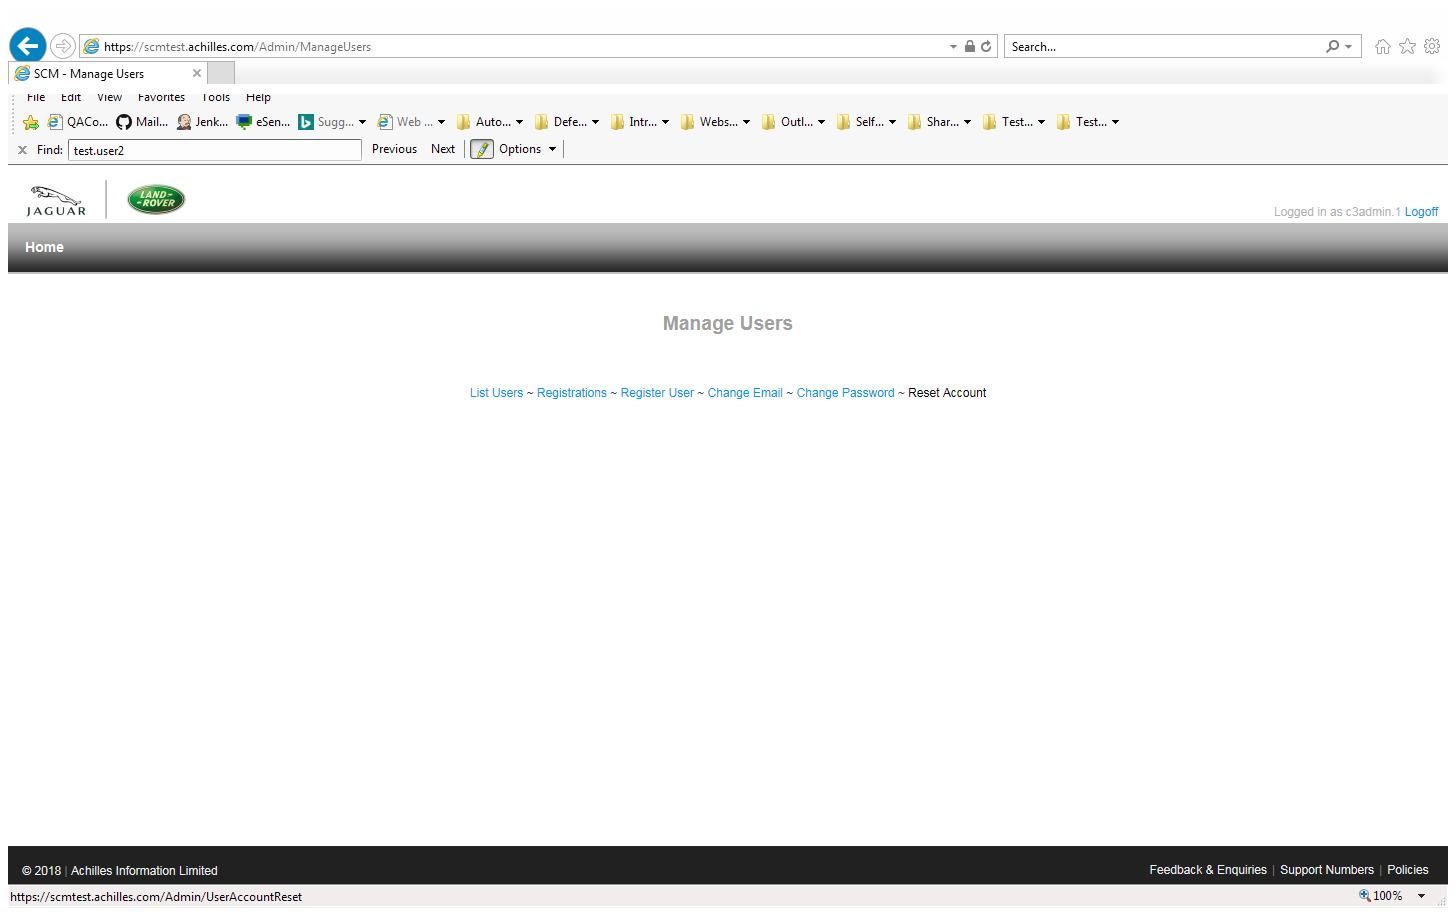 https://scmtest.achilles.com/Admin/ManageUsers
Search...
SCM - Manage Users
File Edit View Favorites Tools Help
QACo... Mail... Jenk... eSen... Sugg... Web ... Auto... Defe... Intr... Webs... Outl... Self... Shar... Test... Test...
x Find: test.user2 Previous Next Options
JAGUAR
LAND-
-ROVER
Logged in as c3admin.1 Logoff
Home
Manage Users
List Users ~ Registrations ~ Register User ~ Change Email ~ Change Password ~ Reset Account
© 2018 | Achilles Information Limited
Feedback & Enquiries | Support Numbers | Policies
https://scmtest.achilles.com/Admin/UserAccountReset
100%